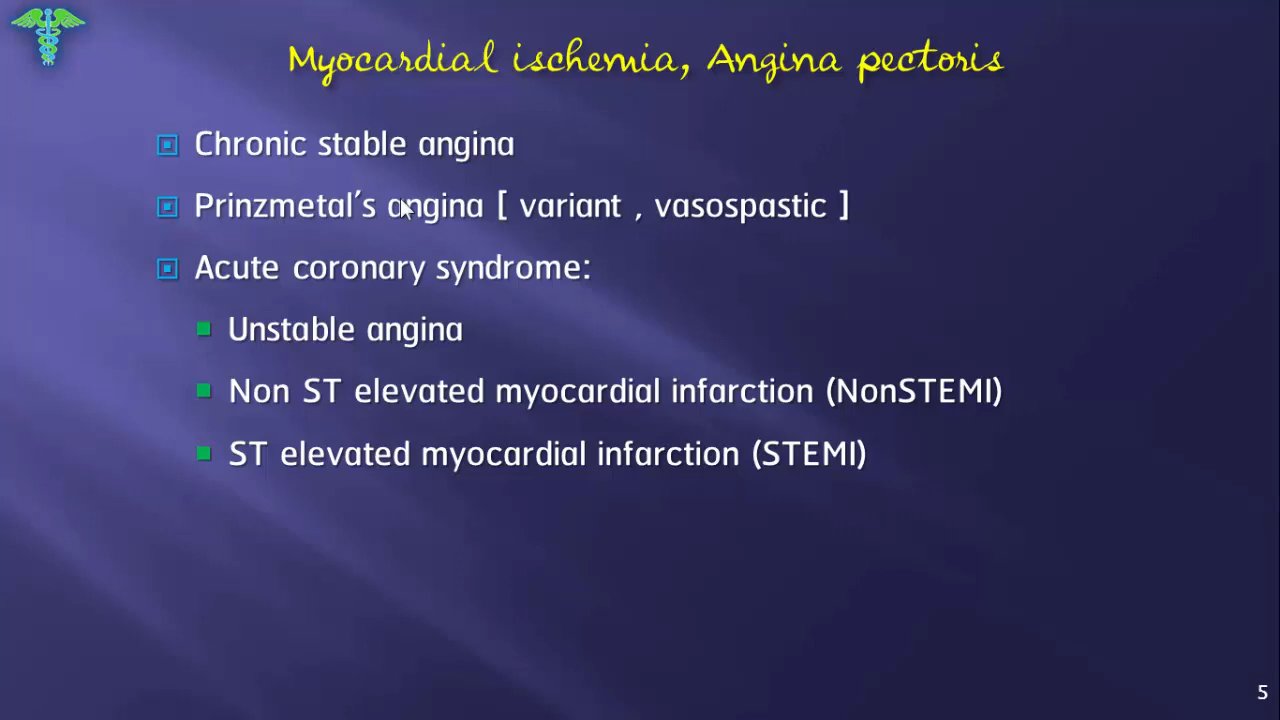 Myocardial ischemia, Angina pectoris
Chronic stable angina
Prinzmetal's angina [ variant , vasospastic ]
Acute coronary syndrome:
Unstable angina
Non ST elevated myocardial infarction (NonSTEMI)
ST elevated myocardial infarction (STEMI)
5